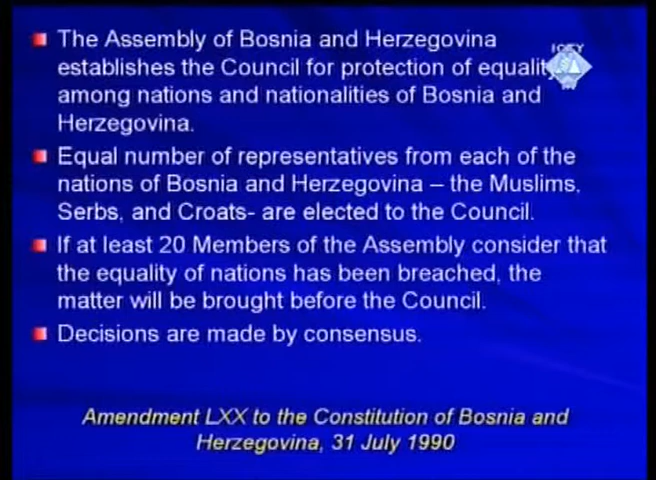 The Assembly of Bosnia and Herzegovina
establishes the Council for protection of equality
among nations and nationalities of Bosnia and
Herzegovina.
Equal number of representatives from each of the
nations of Bosnia and Herzegovina – the Muslims,
Serbs, and Croats- are elected to the Council.
If at least 20 Members of the Assembly consider that
the equality of nations has been breached, the
matter will be brought before the Council.
Decisions are made by consensus.
Amendment LXX to the Constitution of Bosnia and
Herzegovina, 31 July 1990
ICTY